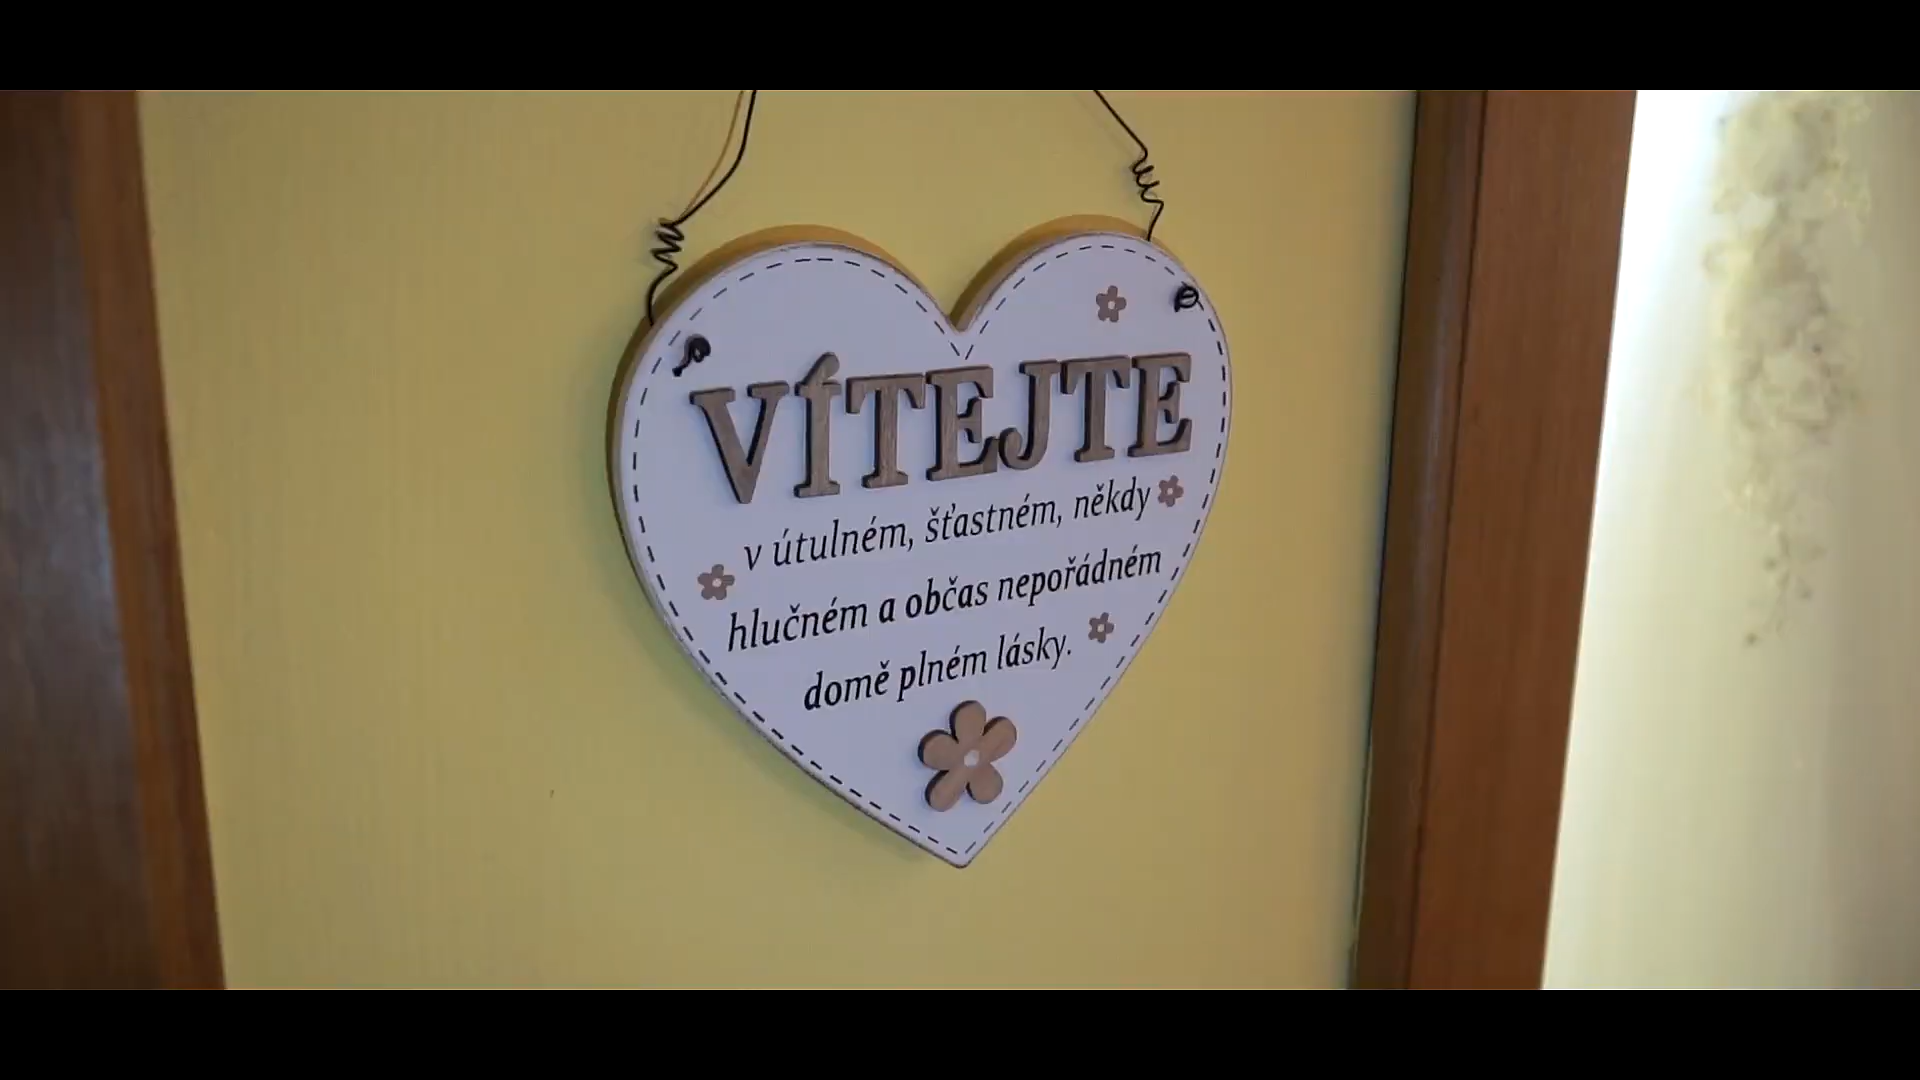 VÍTEJTE
v útulném, šťastném, někdy
hlučném a občas nepořádném
domě plném lásky.